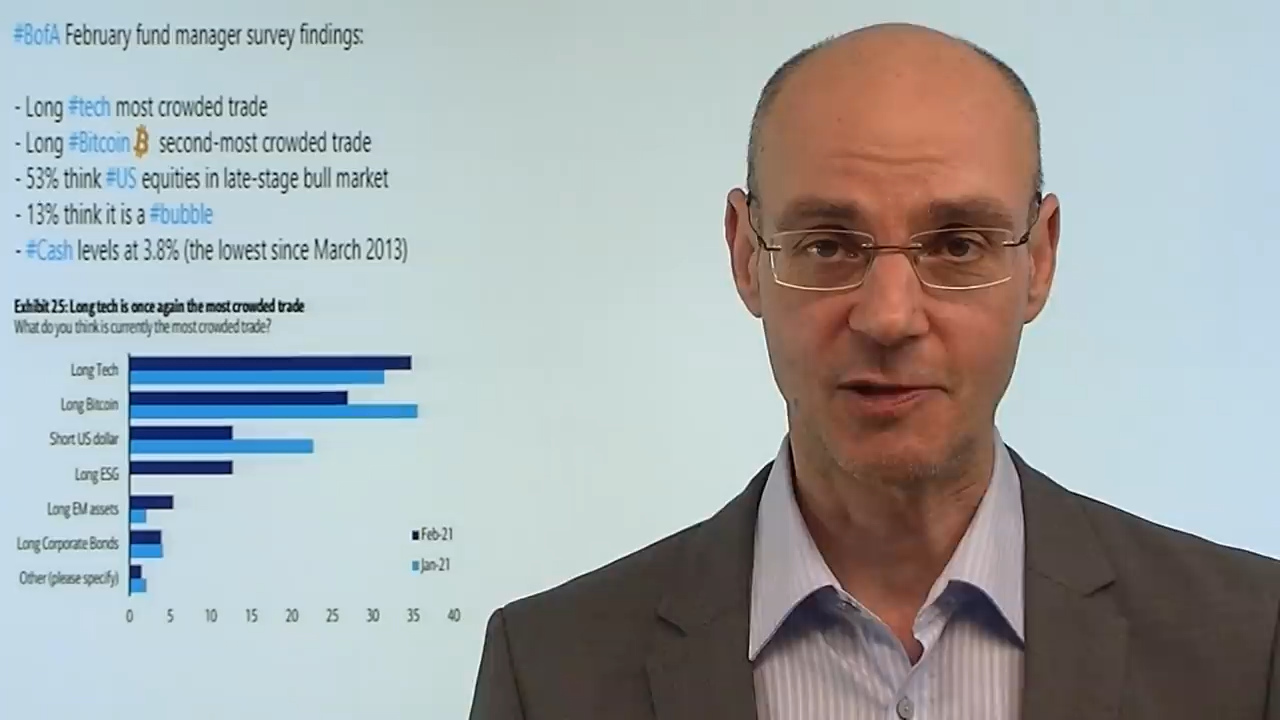 #BofA February fund manager survey findings:
- Long #tech most crowded trade
- Long #Bitcoin ₿ second-most crowded trade
- 53% think #US equities in late-stage bull market
- 13% think it is a #bubble
- #Cash levels at 3.8% (the lowest since March 2013)
Exhibit 25: Long tech is once again the most crowded trade
What do you think is currently the most crowded trade?
Long Tech
Long Bitcoin
Short US dollar
Long ESG
Long EM assets
Long Corporate Bonds
Other (please specify)
Feb-21
Jan-21
0 5 10 15 20 25 30 35 40